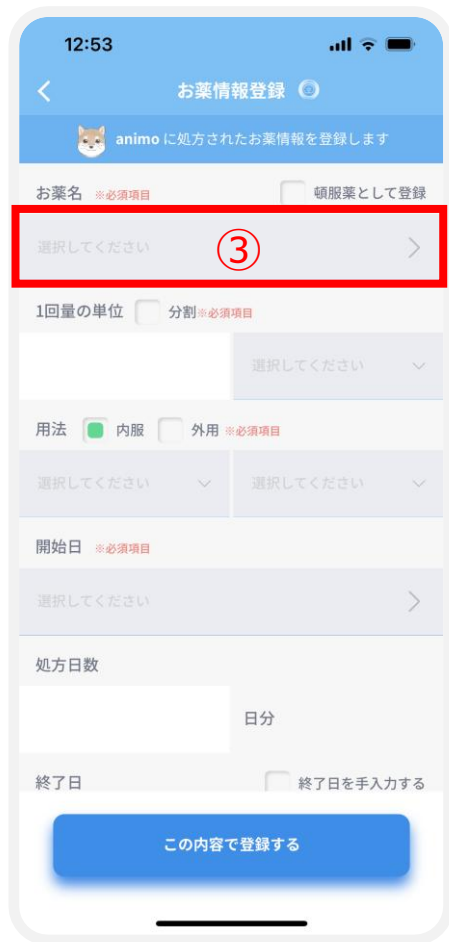 12:53
お薬情報登録
animo に処方されたお薬情報を登録します
お薬名 ※必須項目 頓服薬として登録
選択してください ③
1回量の単位 分割※必須項目
選択してください
用法 内服 外用 ※必須項目
選択してください 選択してください
開始日 ※必須項目
選択してください
処方日数
日分
終了日 終了日を手入力する
この内容で登録する